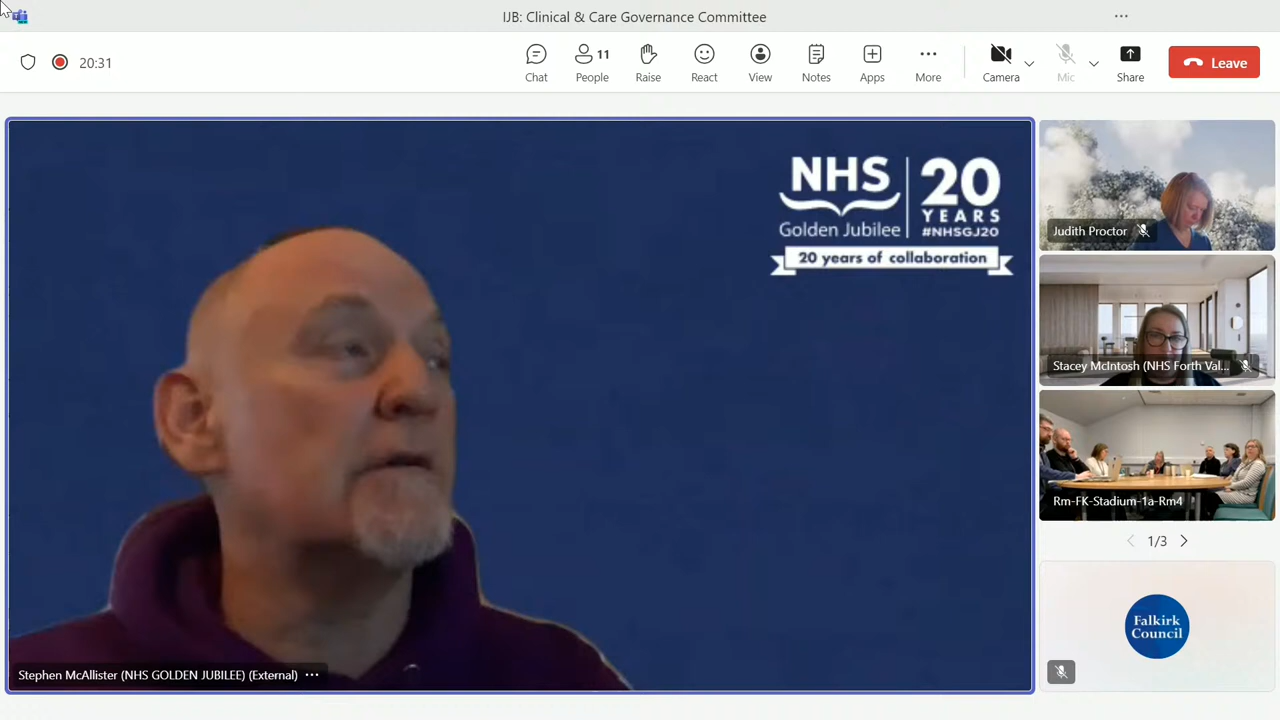 IJB: Clinical & Care Governance Committee
20:31
Chat
11
People
Raise
React
View
Notes
Apps
More
Camera
Mic
Share
Leave
NHS
Golden Jubilee
20
YEARS
#NHSGJ20
20 years of collaboration
Stephen McAllister (NHS GOLDEN JUBILEE) (External)
Judith Proctor
Stacey McIntosh (NHS Forth Val...
Rm-FK-Stadium-1a-Rm4
1/3
Falkirk
Council